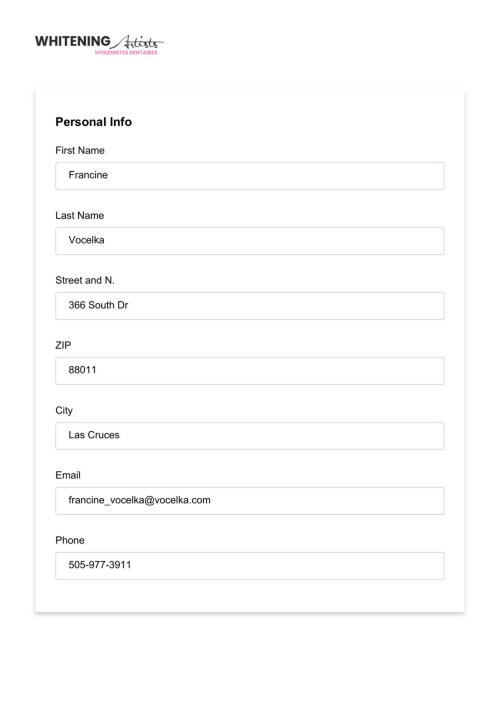 WHITENING Artists
HYGIÉNISTES DENTAIRES
Personal Info
First Name
Francine
Last Name
Vocelka
Street and N.
366 South Dr
ZIP
88011
City
Las Cruces
Email
francine_vocelka@vocelka.com
Phone
505-977-3911